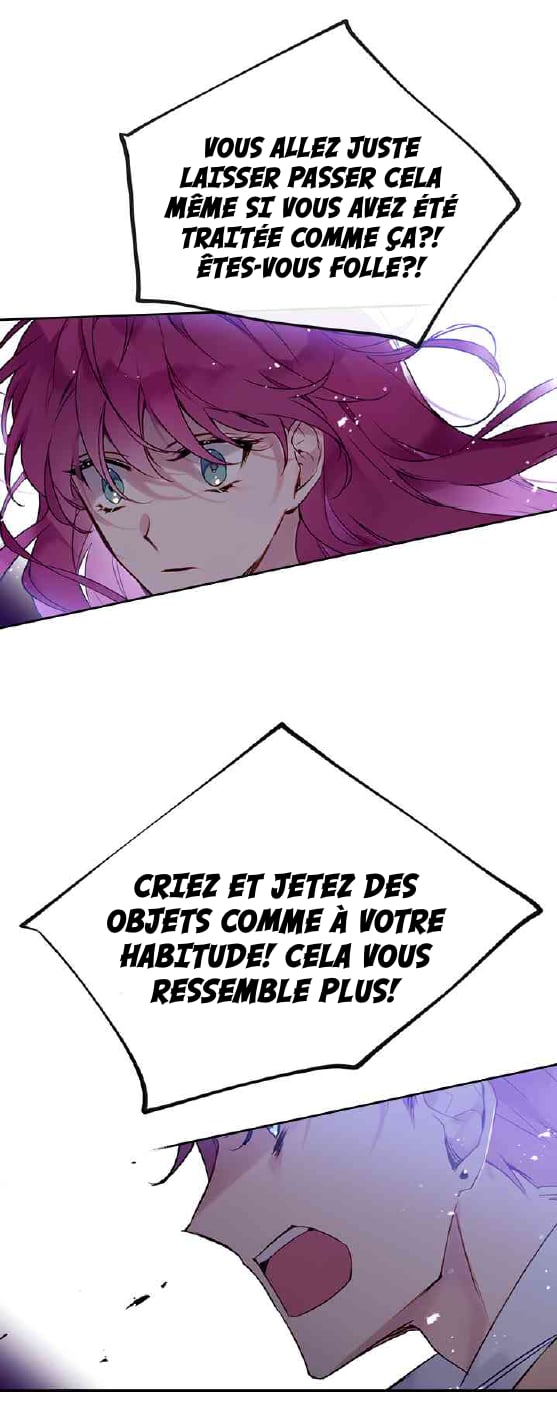 VOUS ALLEZ JUSTE
LAISSER PASSER CELA
MÊME SI VOUS AVEZ ÉTÉ
TRAITÉE COMME ÇA?!
ÊTES-VOUS FOLLE?!
CRIEZ ET JETEZ DES
OBJETS COMME À VOTRE
HABITUDE! CELA VOUS
RESSEMBLE PLUS!